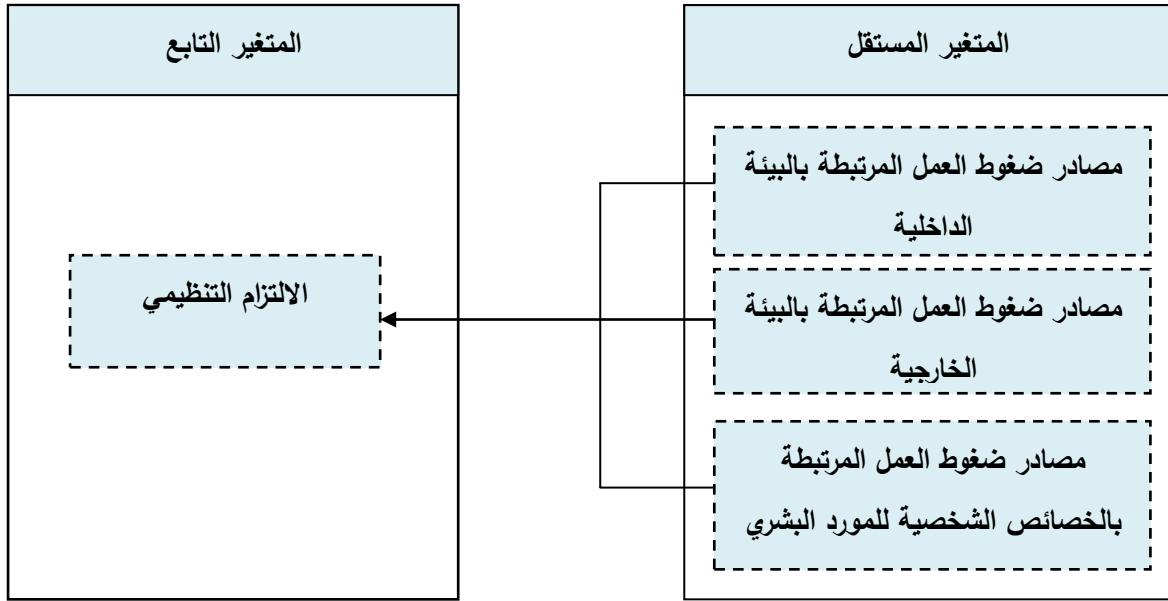 المتغير المستقل
مصادر ضغوط العمل المرتبطة بالبيئة
الداخلية
مصادر ضغوط العمل المرتبطة بالبيئة
الخارجية
مصادر ضغوط العمل المرتبطة
بالخصائص الشخصية للمورد البشري
المتغير التابع
الالتزام التنظيمي